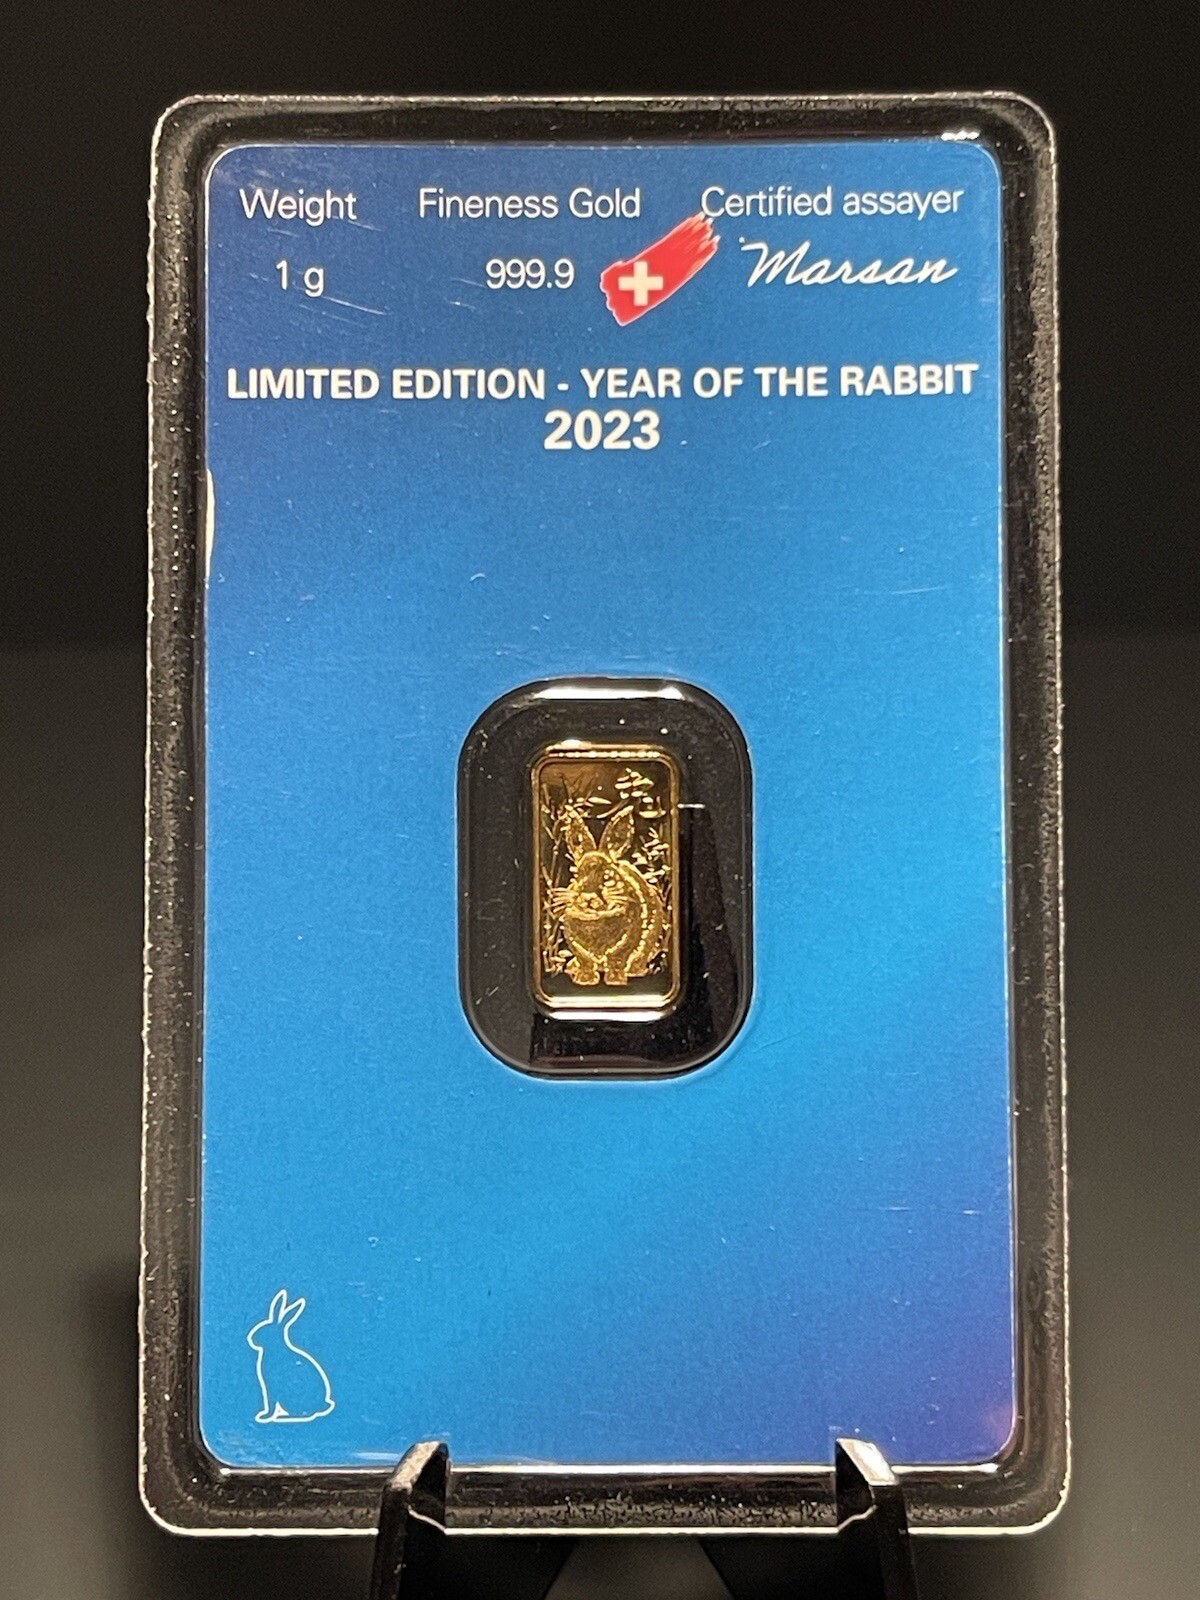 Weight Fineness Gold Certified assayer
1 g 999.9 Marsan
LIMITED EDITION - YEAR OF THE RABBIT
2023